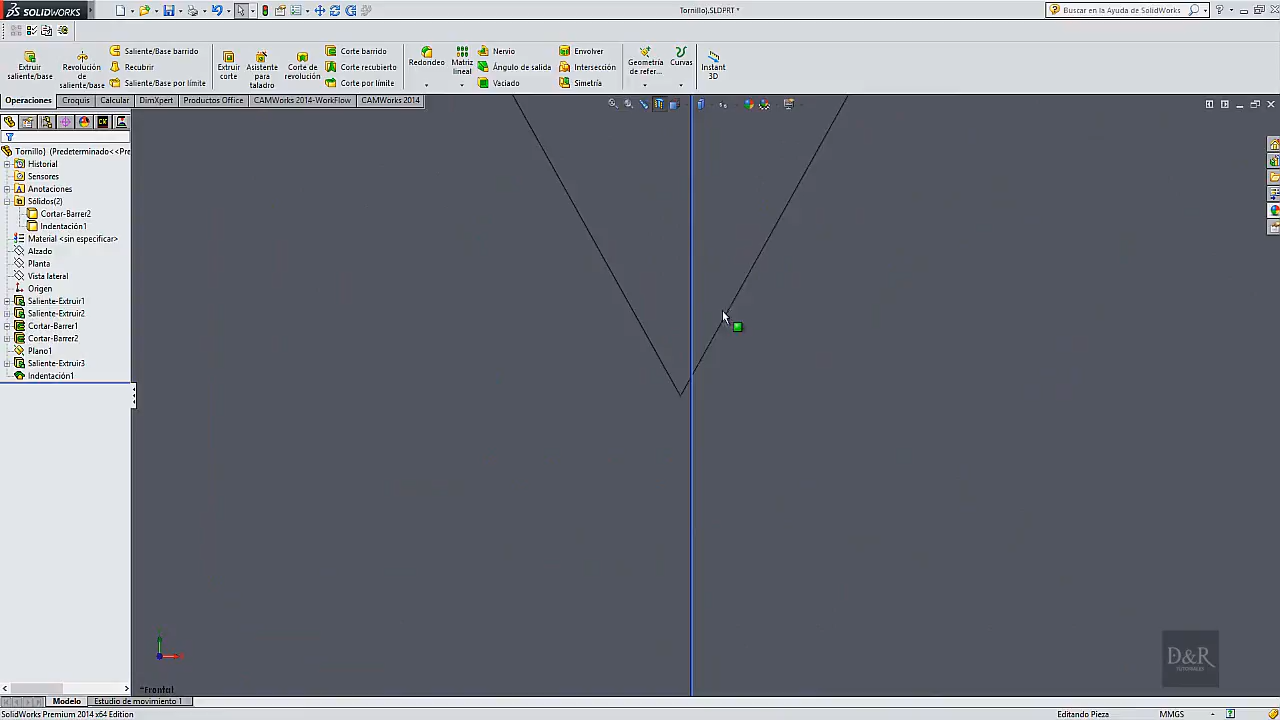 SOLIDWORKS
Tornillo}.SLDPRT *
Buscar en la Ayuda de SolidWorks
Extruir saliente/base
Revolución de saliente/base
Saliente/Base barrido
Recubrir
Saliente/Base por límite
Extruir corte
Asistente para taladro
Corte de revolución
Corte barrido
Corte recubierto
Corte por límite
Redondeo
Matriz lineal
Nervio
Ángulo de salida
Vaciado
Envolver
Intersección
Simetría
Geometría de refer...
Curvas
Instant 3D
Operaciones
Croquis
Calcular
DimXpert
Productos Office
CAMWorks 2014-WorkFlow
CAMWorks 2014
Tornillo} (Predeterminado<<Pre
Historial
Sensores
Anotaciones
Sólidos(2)
Cortar-Barrer2
Indentación1
Material <sin especificar>
Alzado
Planta
Vista lateral
Origen
Saliente-Extruir1
Saliente-Extruir2
Cortar-Barrer1
Cortar-Barrer2
Plano1
Saliente-Extruir3
Indentación1
*Frontal
D&R
TUTORIALES
Modelo
Estudio de movimiento 1
SolidWorks Premium 2014 x64 Edition
Editando Pieza
MMGS